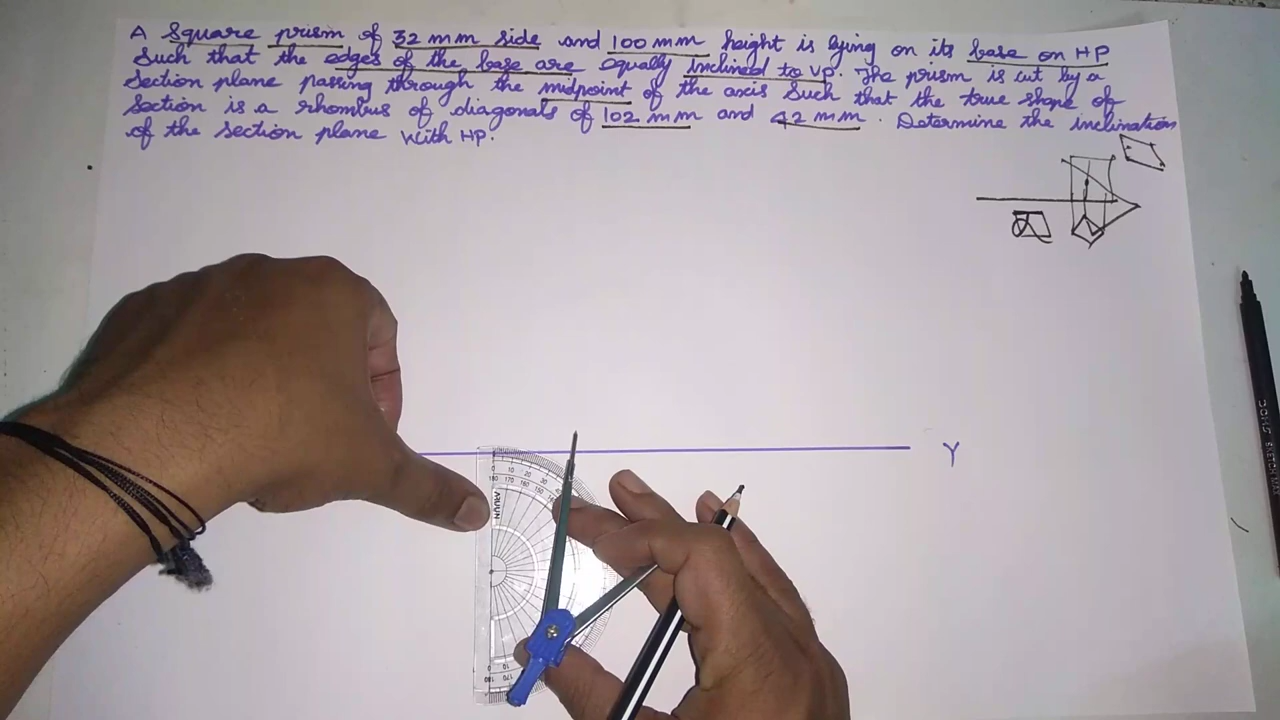 A Square prism of 32 mm side and 100 mm height is lying on its base on HP
Such that the edges of the base are equally inclined to VP. The prism is cut by a
Section plane passing through the midpoint of the axis Such that the true shape of
Section is a rhombus of diagonals of 102 mm and 42 mm. Determine the inclination
of the section plane with HP.
Y
ARJUN